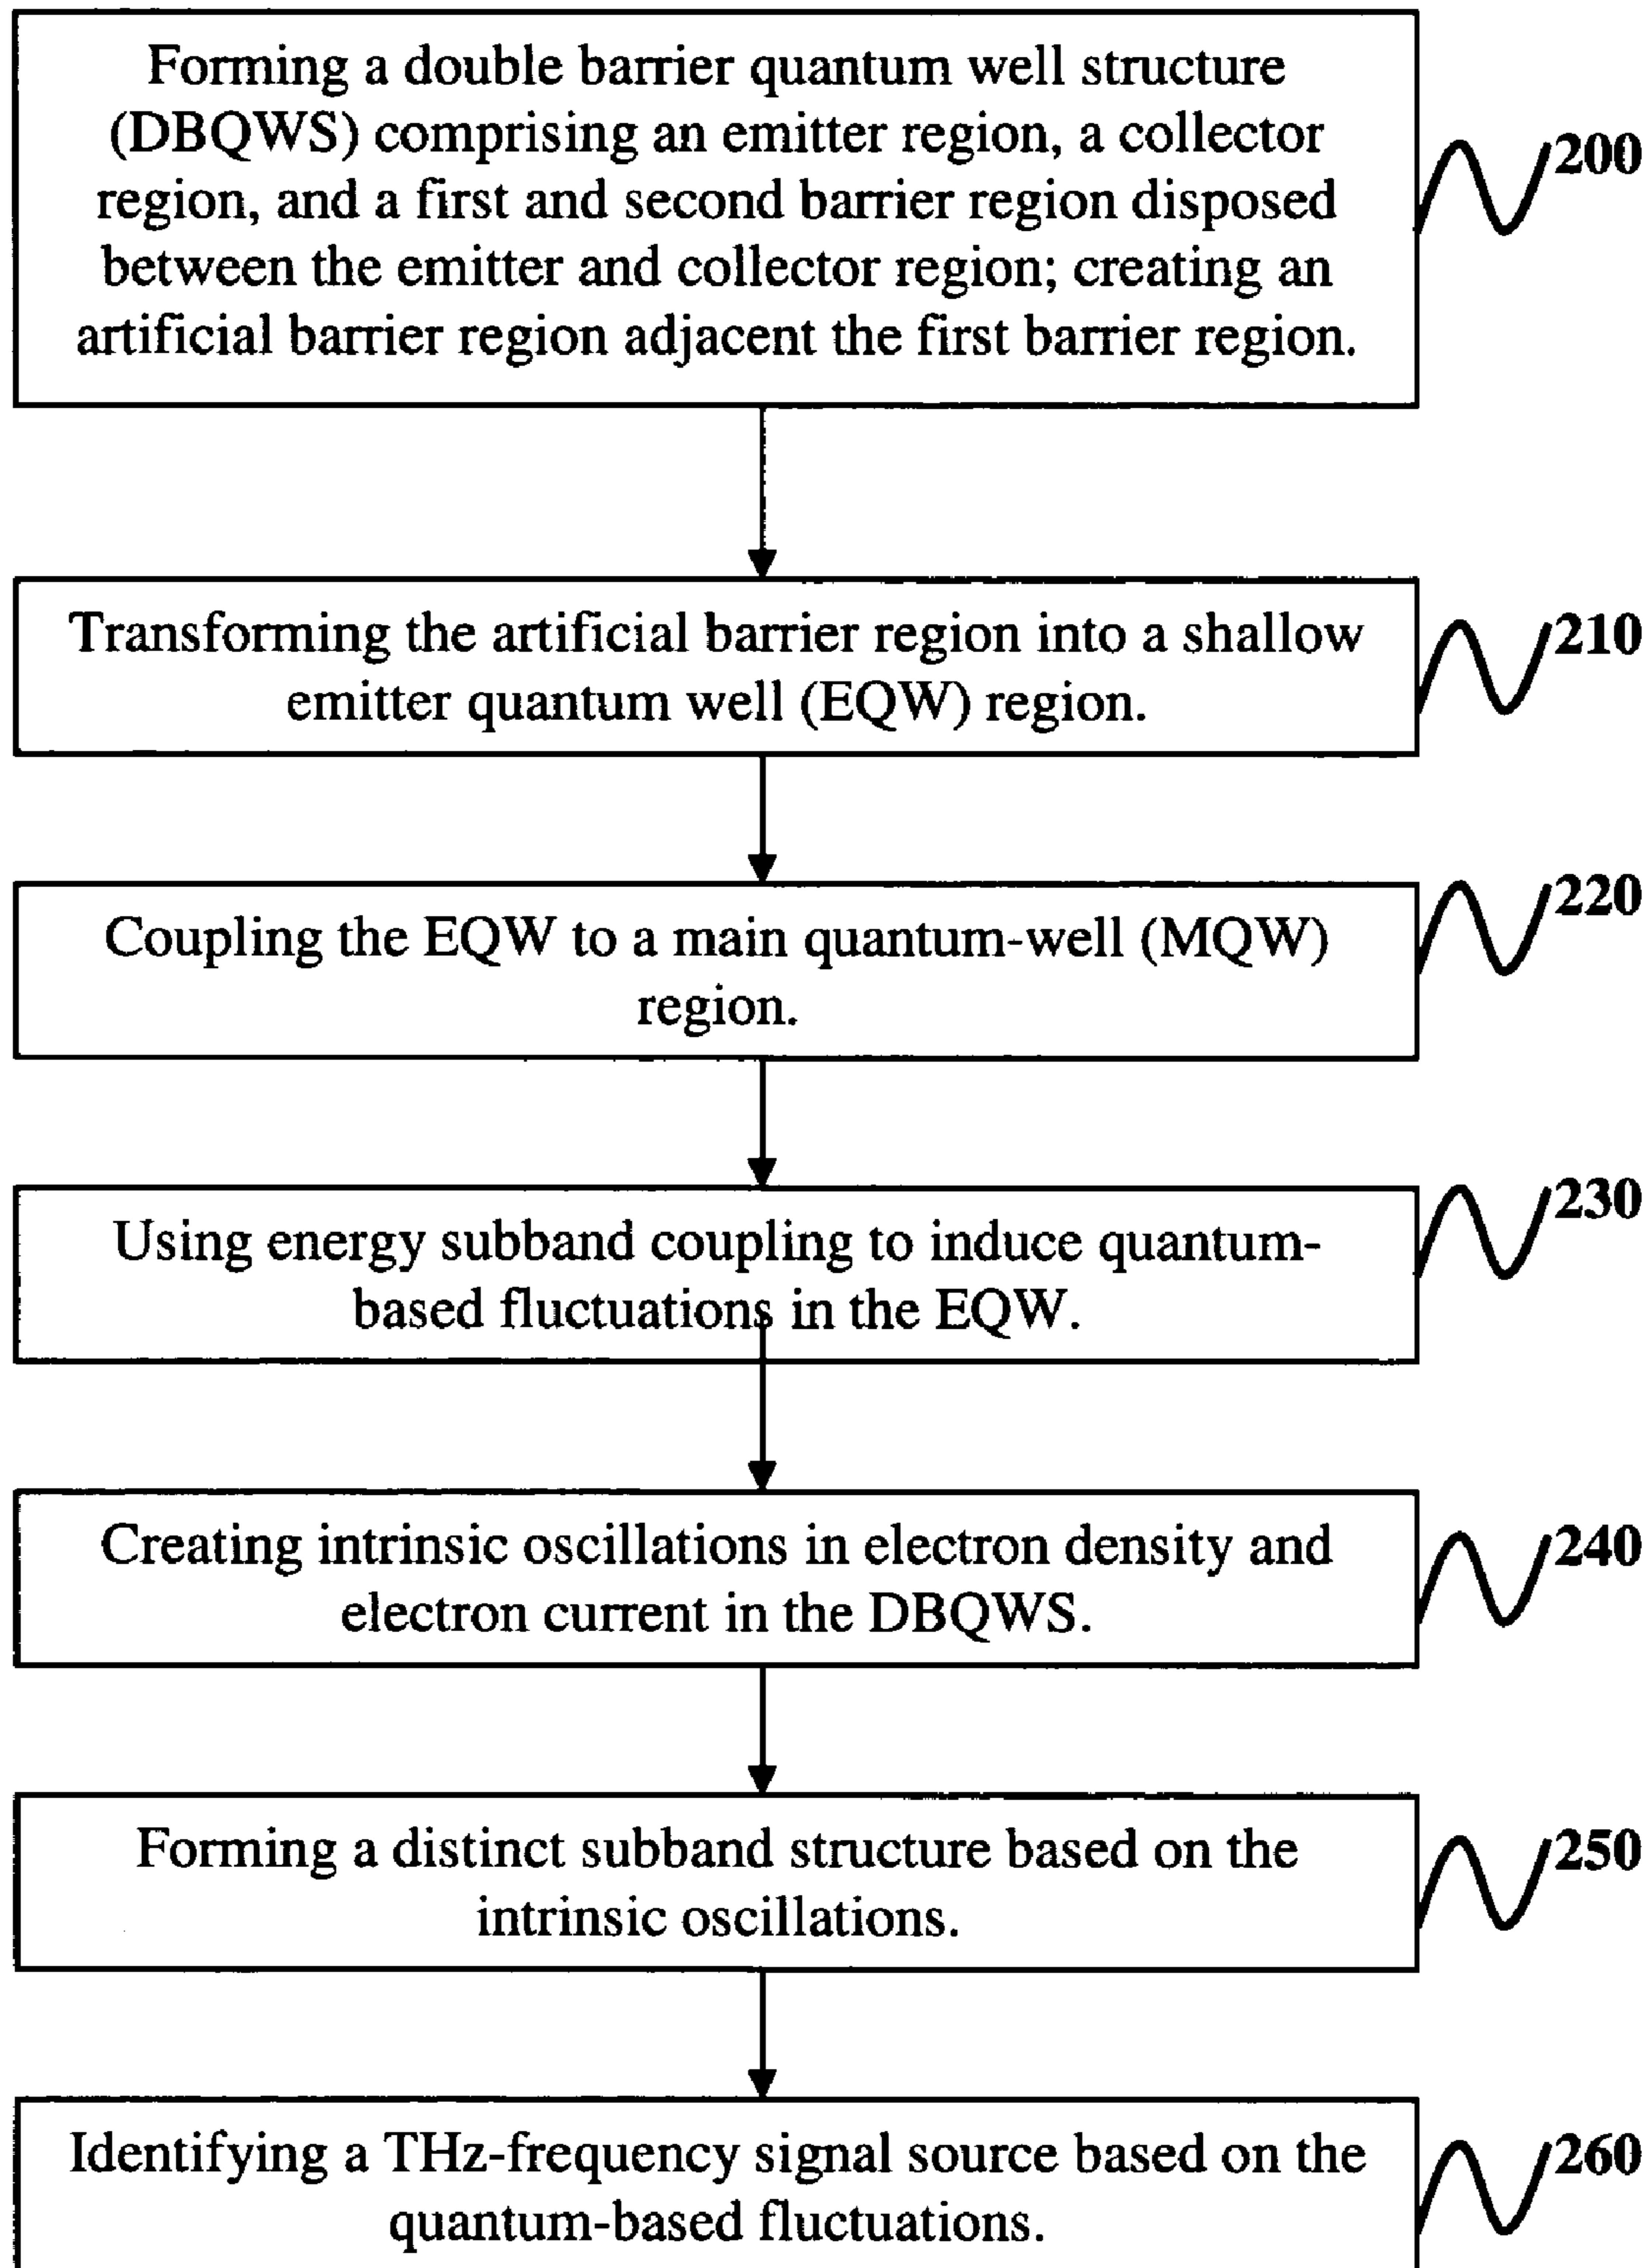 Forming a double barrier quantum well structure
(DBQWS) comprising an emitter region, a collector
region, and a first and second barrier region disposed
between the emitter and collector region; creating an
artificial barrier region adjacent the first barrier region.
200
Transforming the artificial barrier region into a shallow
emitter quantum well (EQW) region.
210
Coupling the EQW to a main quantum-well (MQW)
region.
220
Using energy subband coupling to induce quantum-
based fluctuations in the EQW.
230
Creating intrinsic oscillations in electron density and
electron current in the DBQWS.
240
Forming a distinct subband structure based on the
intrinsic oscillations.
250
Identifying a THz-frequency signal source based on the
quantum-based fluctuations.
260